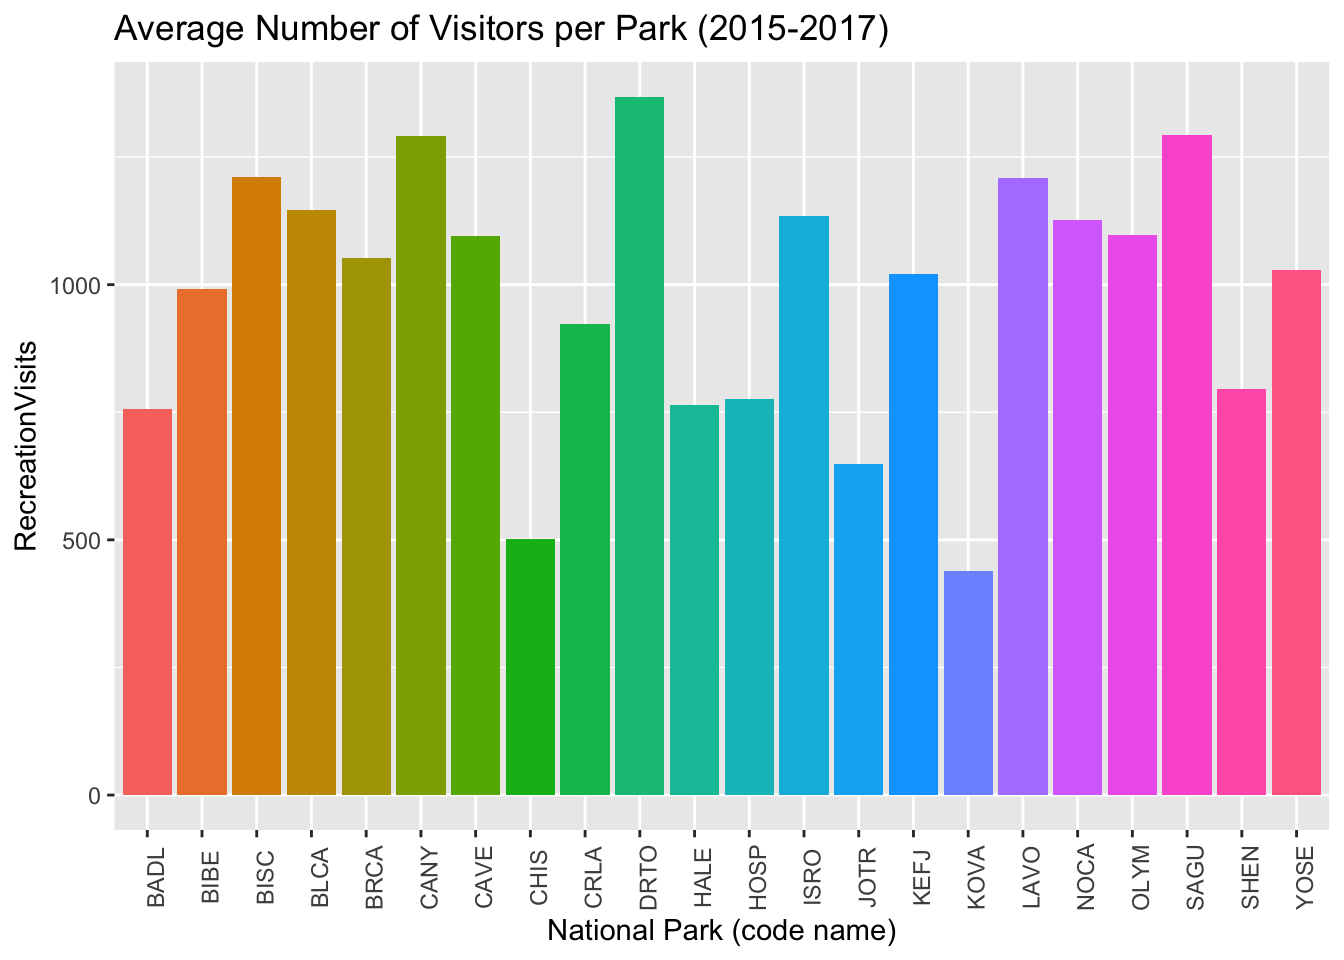 Average Number of Visitors per Park (2015-2017)
RecreationVisits
1000
500
0
BADL
BIBE
BISC
BLCA
BRCA
CANY
CAVE
CHIS
CRLA
DRTO
HALE
HOSP
ISRO
JOTR
KEFJ
KOVA
LAVO
NOCA
OLYM
SAGU
SHEN
YOSE
National Park (code name)